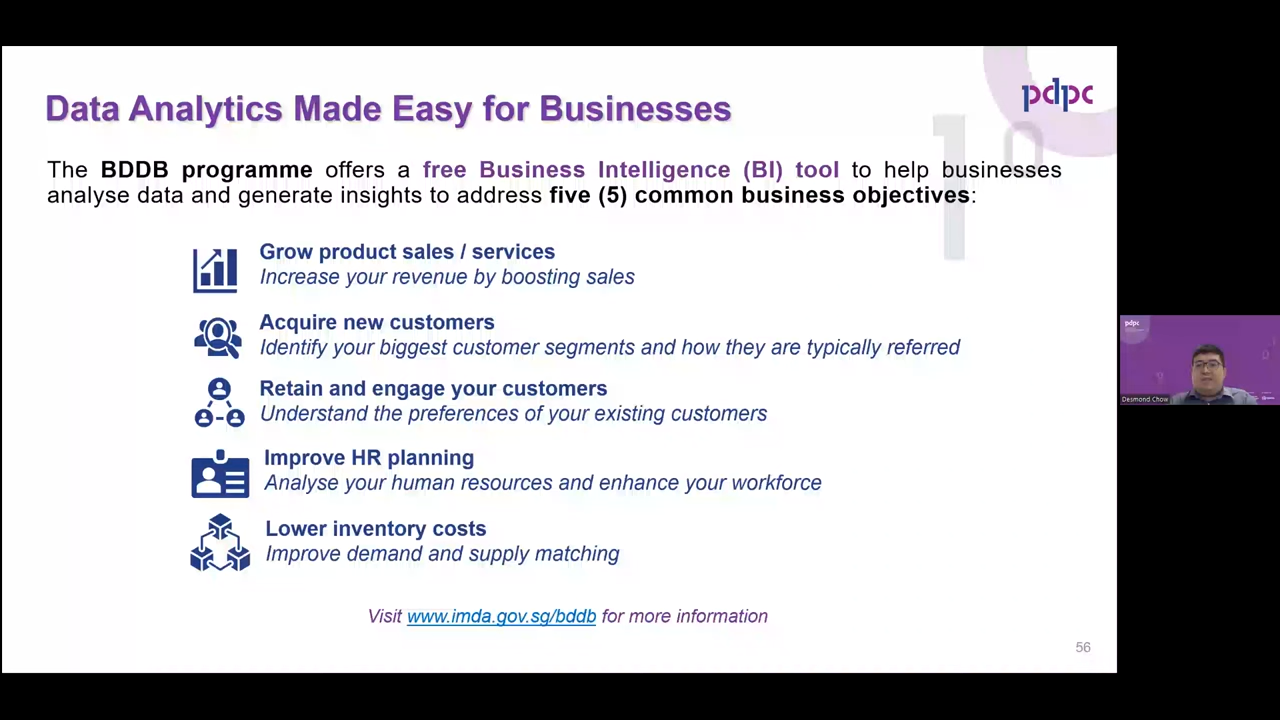 Data Analytics Made Easy for Businesses
pdpc
The BDDB programme offers a free Business Intelligence (BI) tool to help businesses
analyse data and generate insights to address five (5) common business objectives:
Grow product sales / services
Increase your revenue by boosting sales
Acquire new customers
Identify your biggest customer segments and how they are typically referred
Retain and engage your customers
Understand the preferences of your existing customers
Improve HR planning
Analyse your human resources and enhance your workforce
Lower inventory costs
Improve demand and supply matching
Visit www.imda.gov.sg/bddb for more information
56
pdpc
Desmond Chow